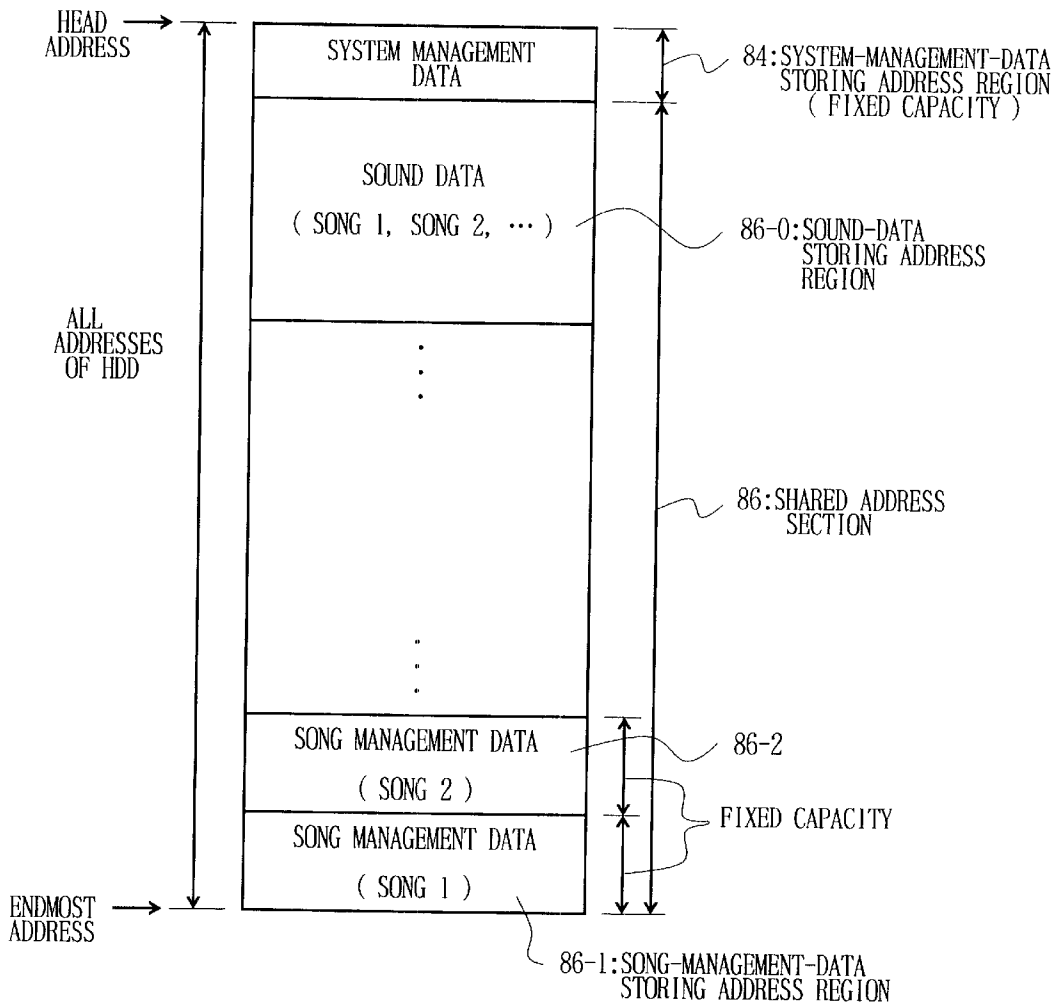 HEAD
ADDRESS
SYSTEM MANAGEMENT
DATA
84:SYSTEM-MANAGEMENT-DATA
STORING ADDRESS REGION
( FIXED CAPACITY )
SOUND DATA
( SONG 1, SONG 2, ··· )
86-0:SOUND-DATA
STORING ADDRESS
REGION
ALL
ADDRESSES
OF HDD
86:SHARED ADDRESS
SECTION
SONG MANAGEMENT DATA
( SONG 2 )
86-2
FIXED CAPACITY
SONG MANAGEMENT DATA
( SONG 1 )
ENDMOST
ADDRESS
86-1:SONG-MANAGEMENT-DATA
STORING ADDRESS REGION